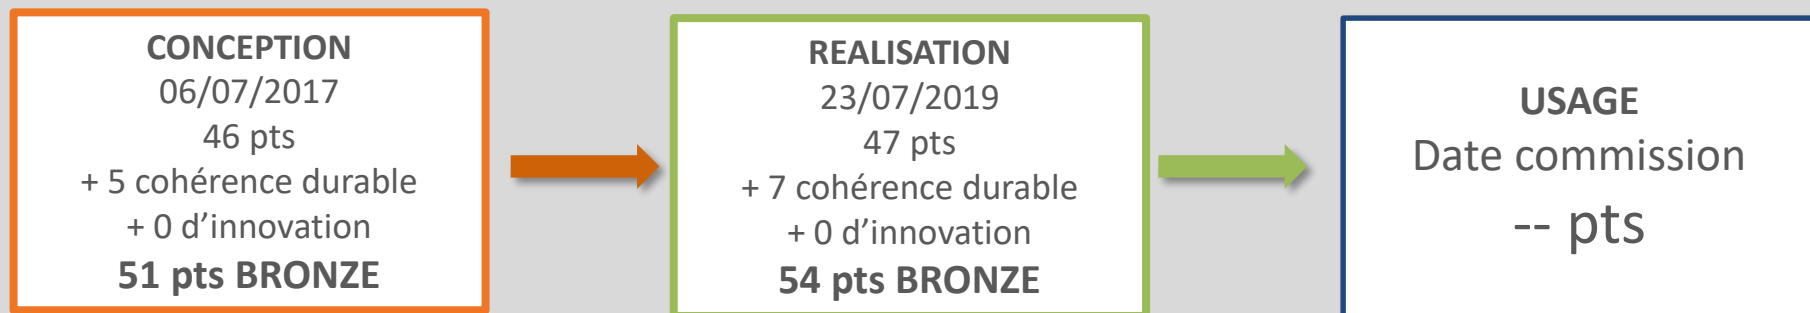 CONCEPTION
06/07/2017
46 pts
+ 5 cohérence durable
+ 0 d’innovation
51 pts BRONZE
REALISATION
23/07/2019
47 pts
+ 7 cohérence durable
+ 0 d’innovation
54 pts BRONZE
USAGE
Date commission
-- pts